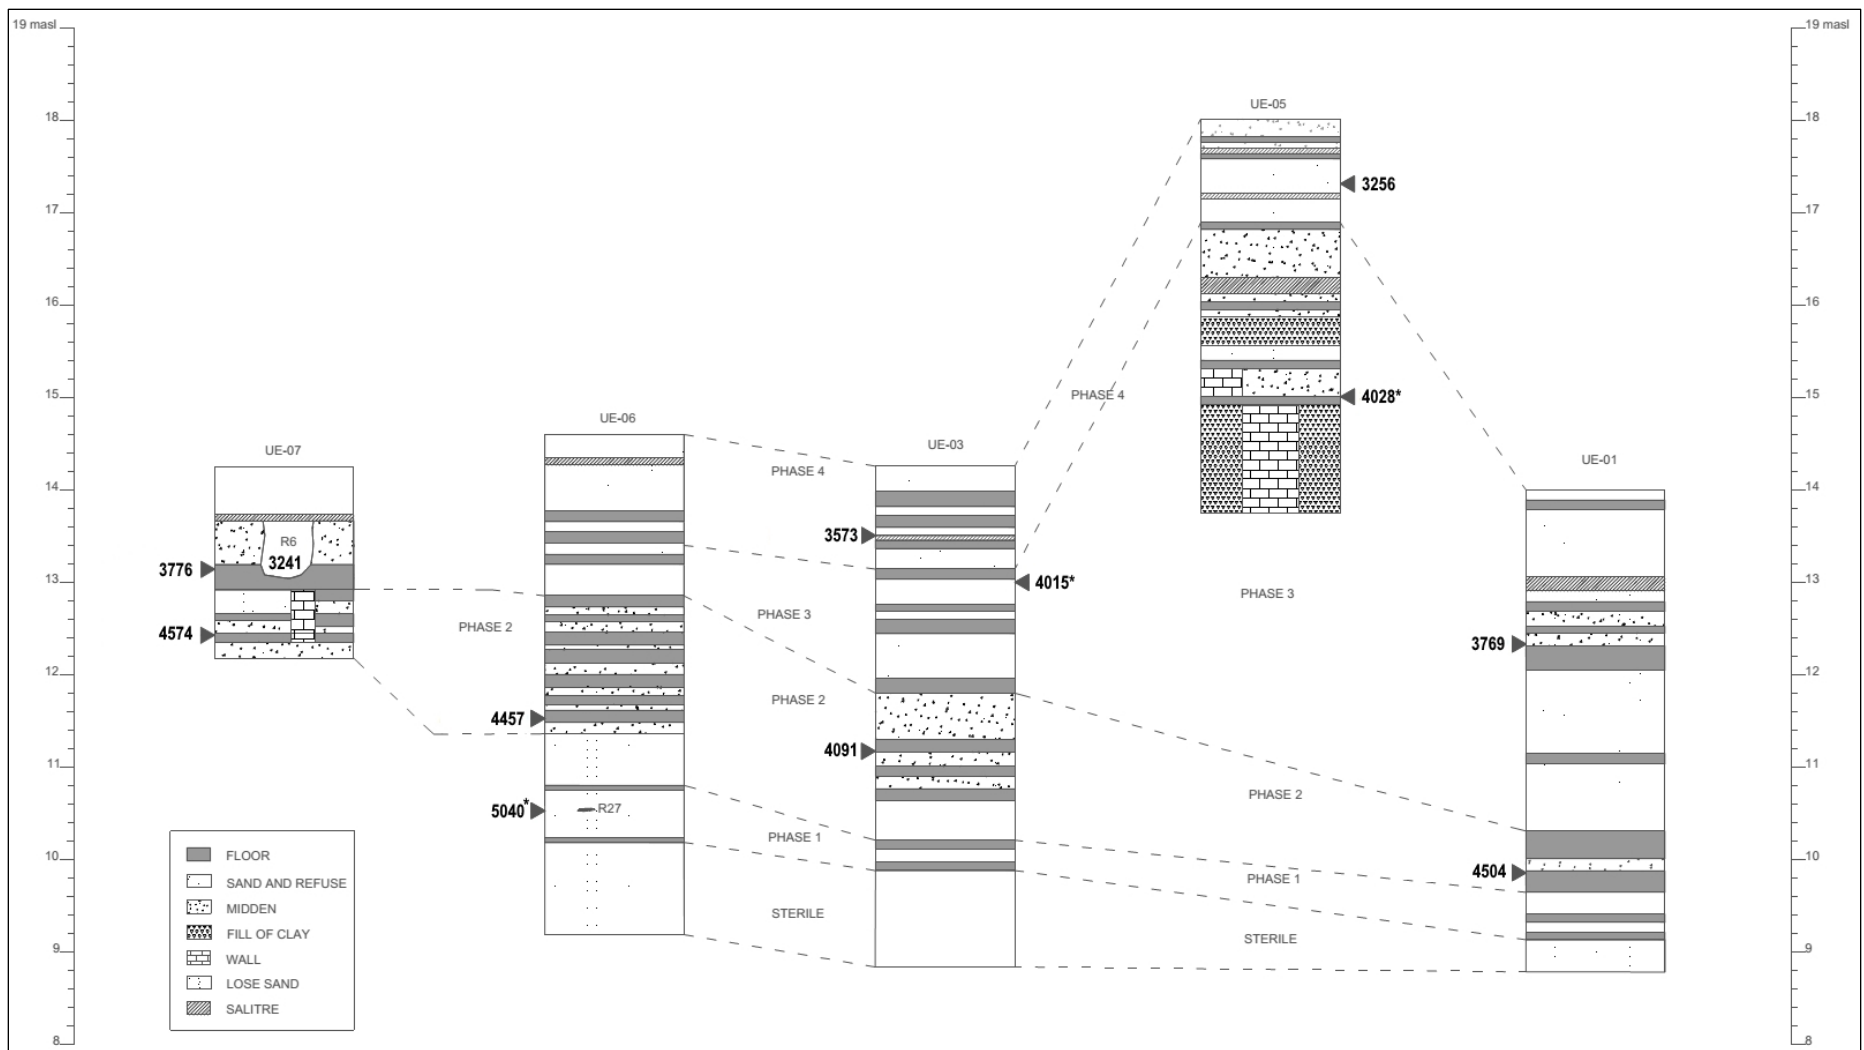 19 masl
19 masl
UE-05
18
18
3256
17
17
16
16
PHASE 4
15
4028*
15
UE-06
UE-07
UE-03
UE-01
PHASE 4
14
14
3573
R6
3241
3776
13
4015*
13
PHASE 3
PHASE 3
PHASE 2
4574
3769
12
PHASE 2
12
4457
4091
11
11
PHASE 2
5040*
R27
PHASE 1
10
10
4504
PHASE 1
STERILE
STERILE
9
9
8
8
FLOOR
SAND AND REFUSE
MIDDEN
FILL OF CLAY
WALL
LOSE SAND
SALITRE